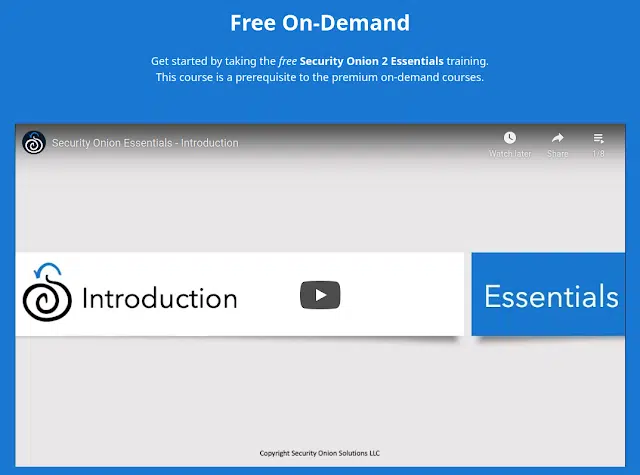 Free On-Demand
Get started by taking the free Security Onion 2 Essentials training.
This course is a prerequisite to the premium on-demand courses.
Security Onion Essentials - Introduction
Watch later
Share
1/8
Introduction
Essentials
Copyright Security Onion Solutions LLC